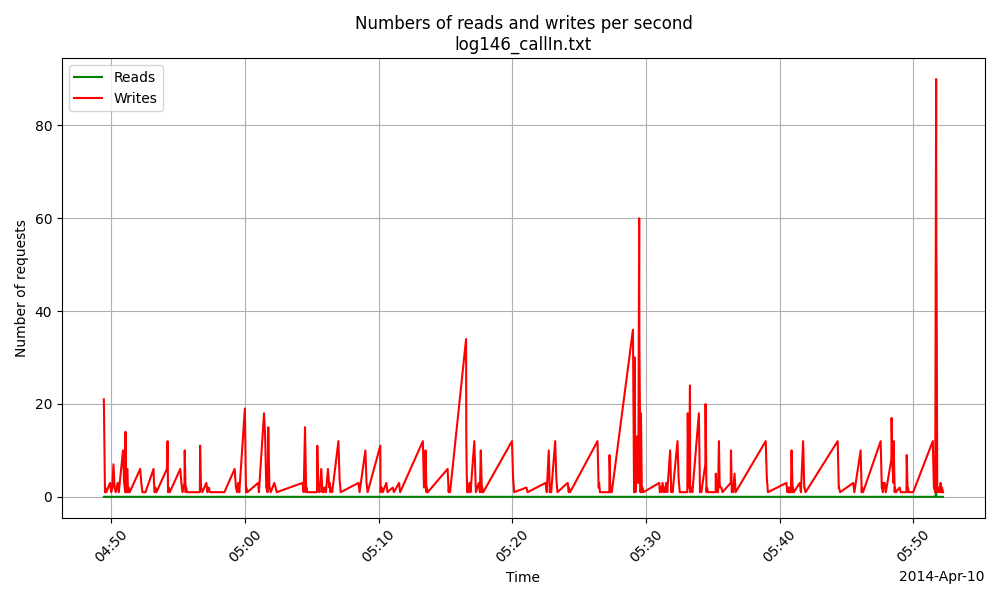 Numbers of reads and writes per second
log146_callIn.txt
Reads
Writes
Number of requests
80
60
40
20
0
04:50
05:00
05:10
05:20
05:30
05:40
05:50
Time
2014-Apr-10